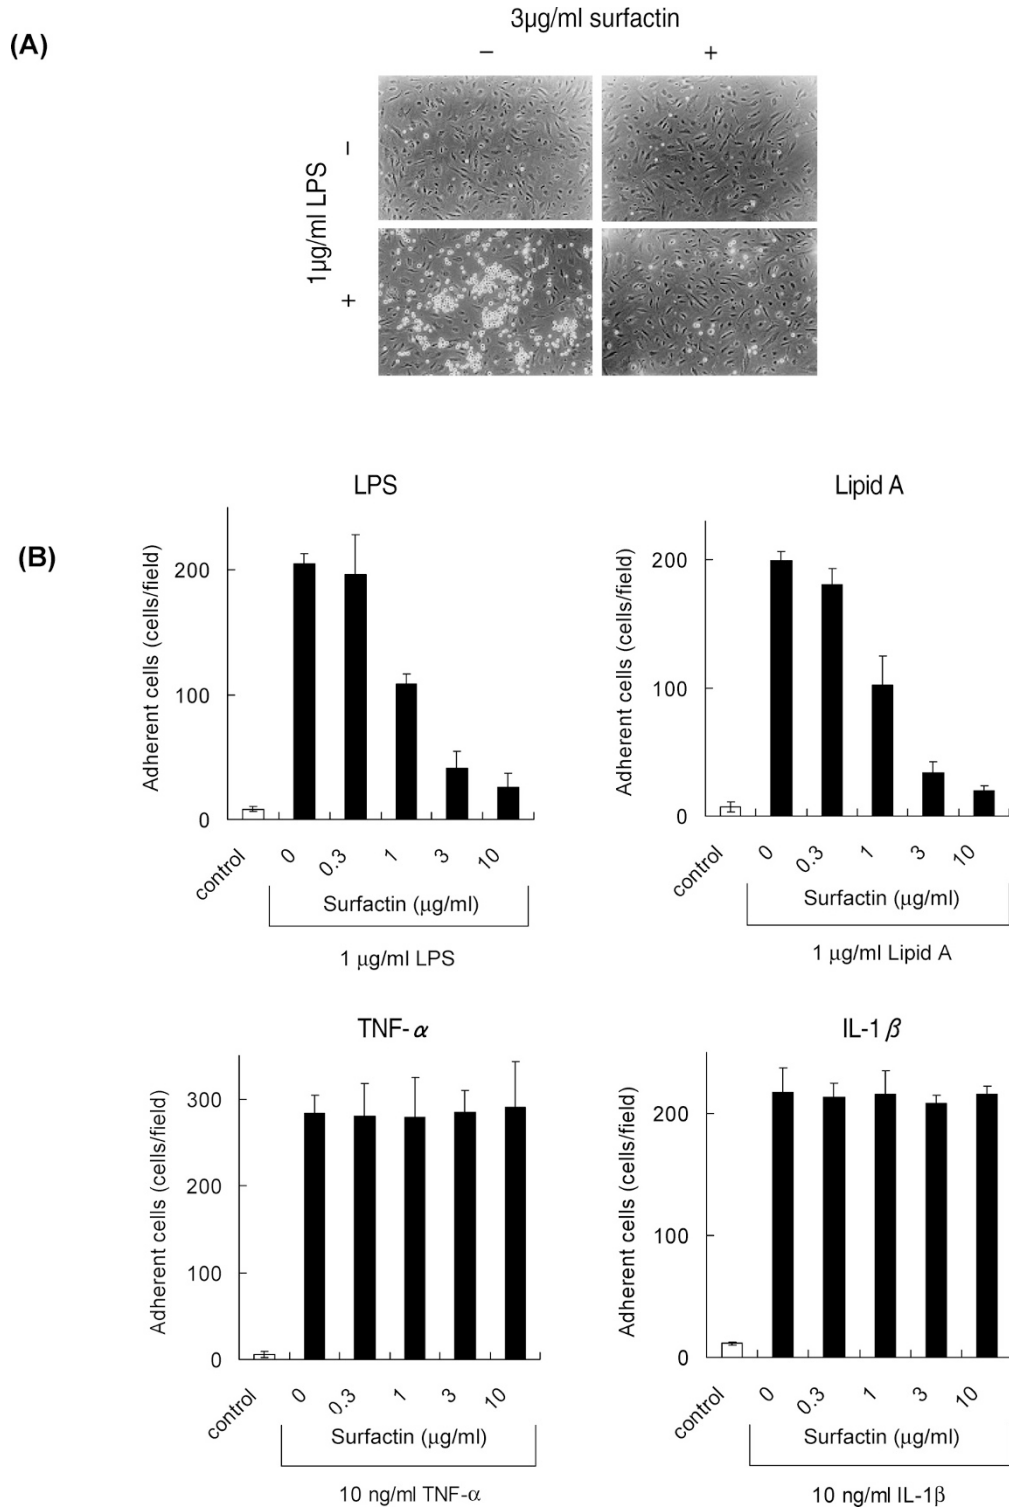 (A)
3µg/ml surfactin
− +
1µg/ml LPS
−
+
(B)
LPS
Adherent cells (cells/field)
200
100
0
control 0 0.3 1 3 10
Surfactin (µg/ml)
1 µg/ml LPS
Lipid A
Adherent cells (cells/field)
200
100
0
control 0 0.3 1 3 10
Surfactin (µg/ml)
1 µg/ml Lipid A
TNF-α
Adherent cells (cells/field)
300
200
100
0
control 0 0.3 1 3 10
Surfactin (µg/ml)
10 ng/ml TNF-α
IL-1β
Adherent cells (cells/field)
200
100
0
control 0 0.3 1 3 10
Surfactin (µg/ml)
10 ng/ml IL-1β